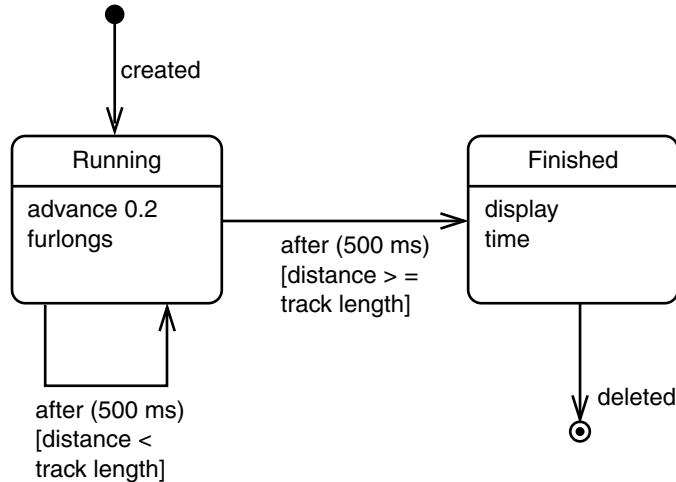 created
Running
advance 0.2
furlongs
after (500 ms)
[distance > =
track length]
Finished
display
time
after (500 ms)
[distance <
track length]
deleted